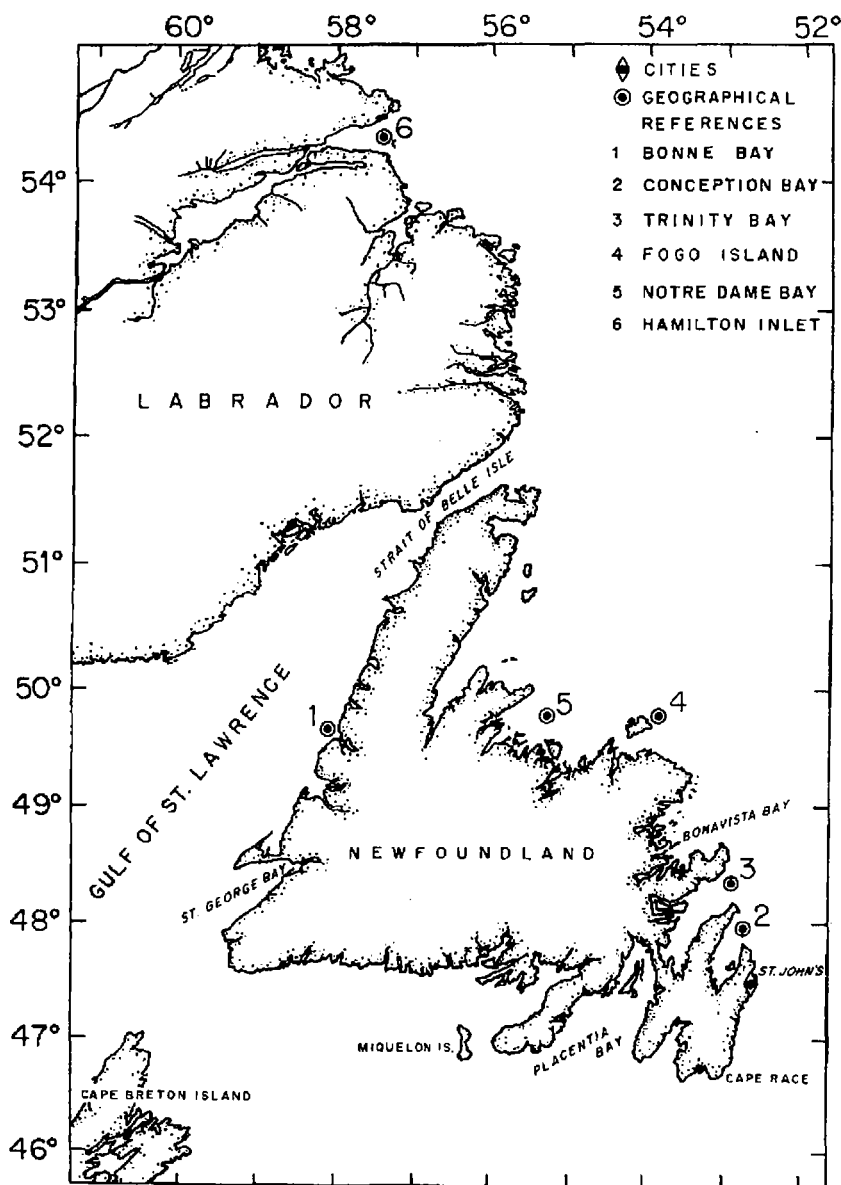 60° 58° 56° 54° 52°
CITIES
GEOGRAPHICAL
REFERENCES
1 BONNE BAY
2 CONCEPTION BAY
3 TRINITY BAY
4 FOGO ISLAND
5 NOTRE DAME BAY
6 HAMILTON INLET
6
54°
53°
LABRADOR
52°
STRAIT OF BELLE ISLE
51°
50°
GULF OF ST. LAWRENCE
1
5
4
49°
BONAVISTA BAY
NEWFOUNDLAND
3
ST. GEORGE BAY
48°
2
ST. JOHN'S
47°
MIQUELON IS.
PLACENTIA
BAY
CAPE RACE
CAPE BRETON ISLAND
46°